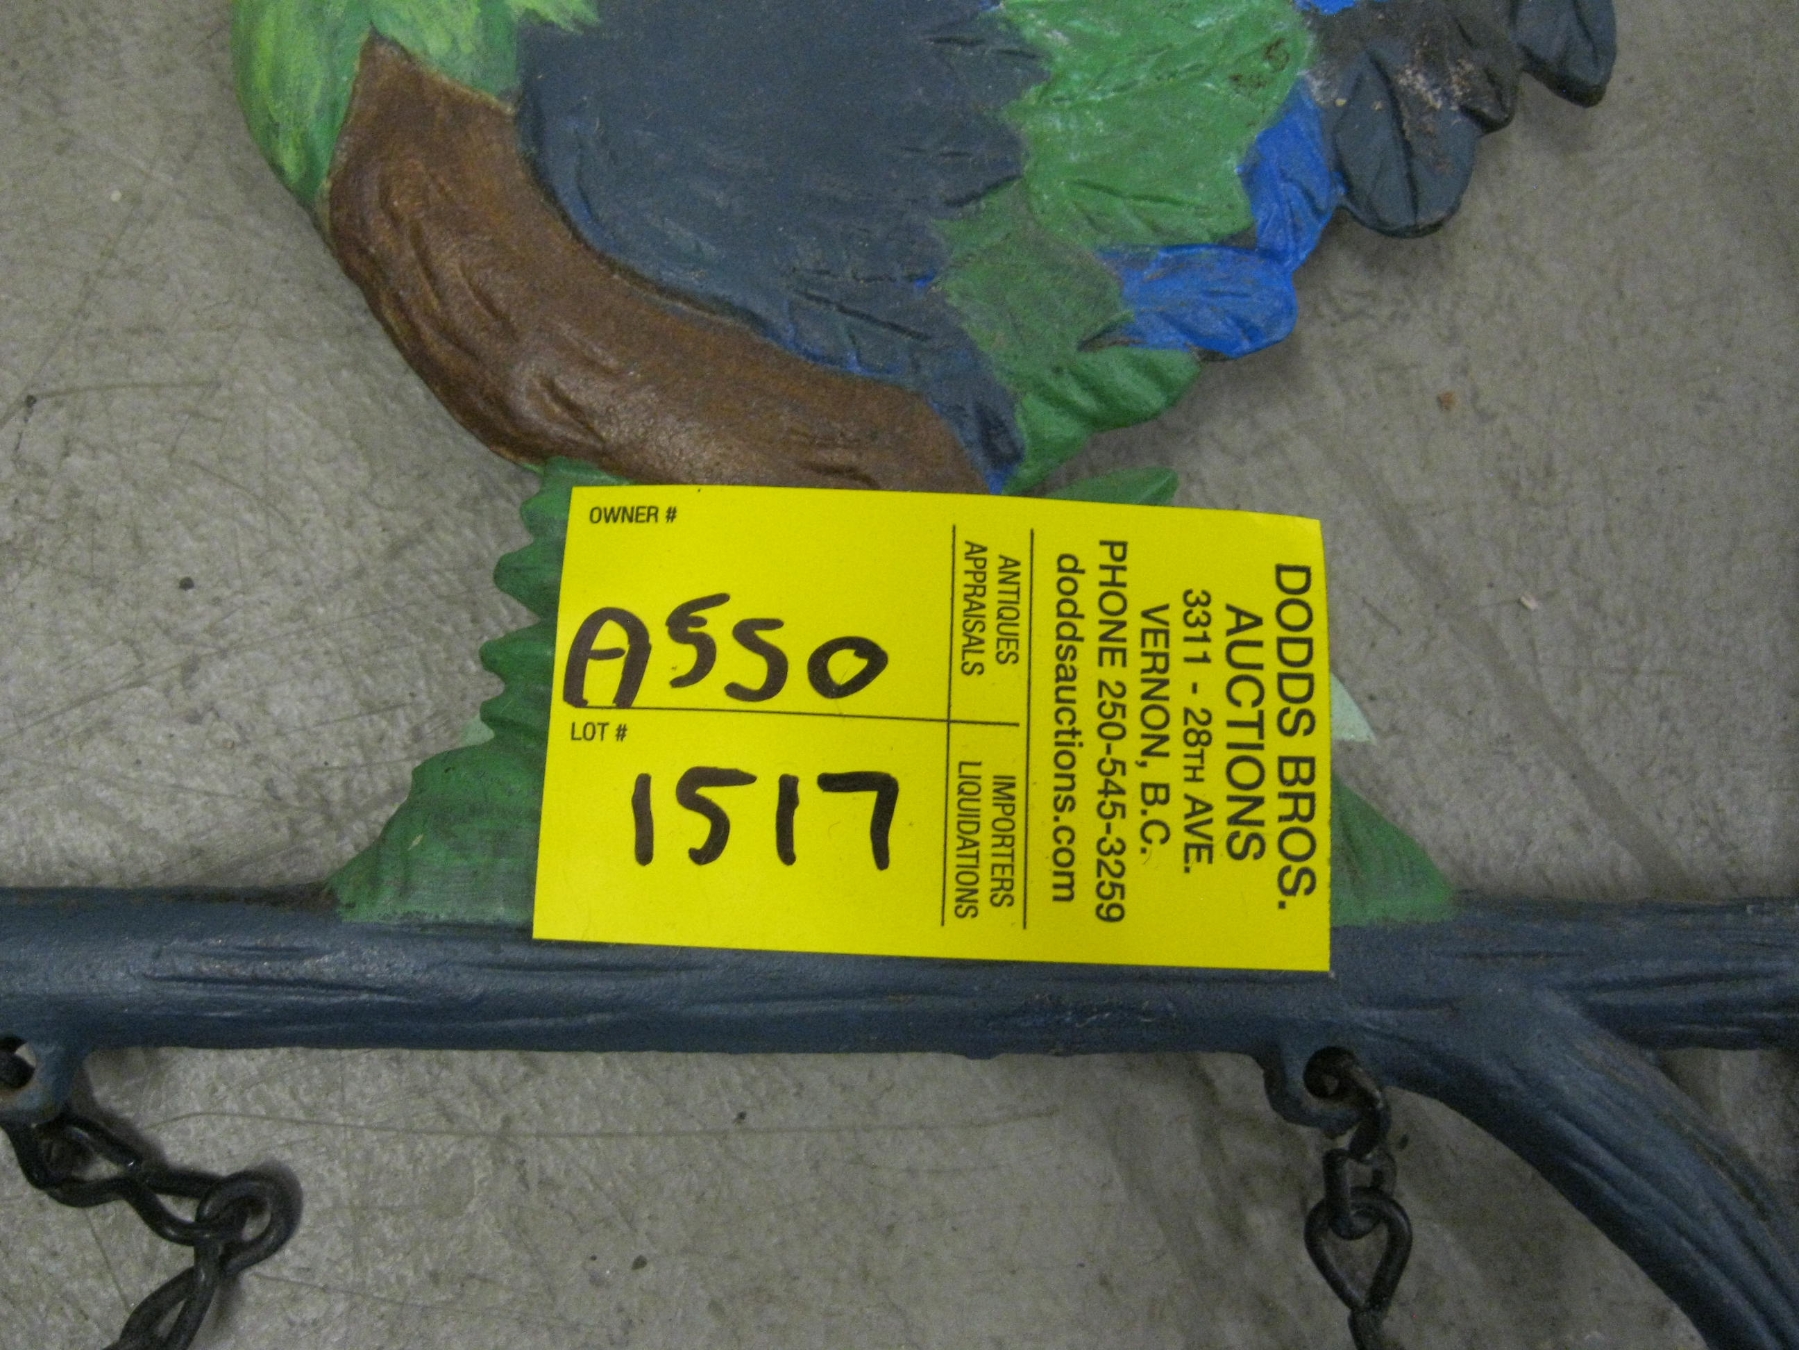 OWNER #
A550
LOT #
1517
ANTIQUES
APPRAISALS
IMPORTERS
LIQUIDATIONS
DODDS BROS.
AUCTIONS
3311 - 28TH AVE.
VERNON, B.C.
PHONE 250-545-3259
doddsauctions.com